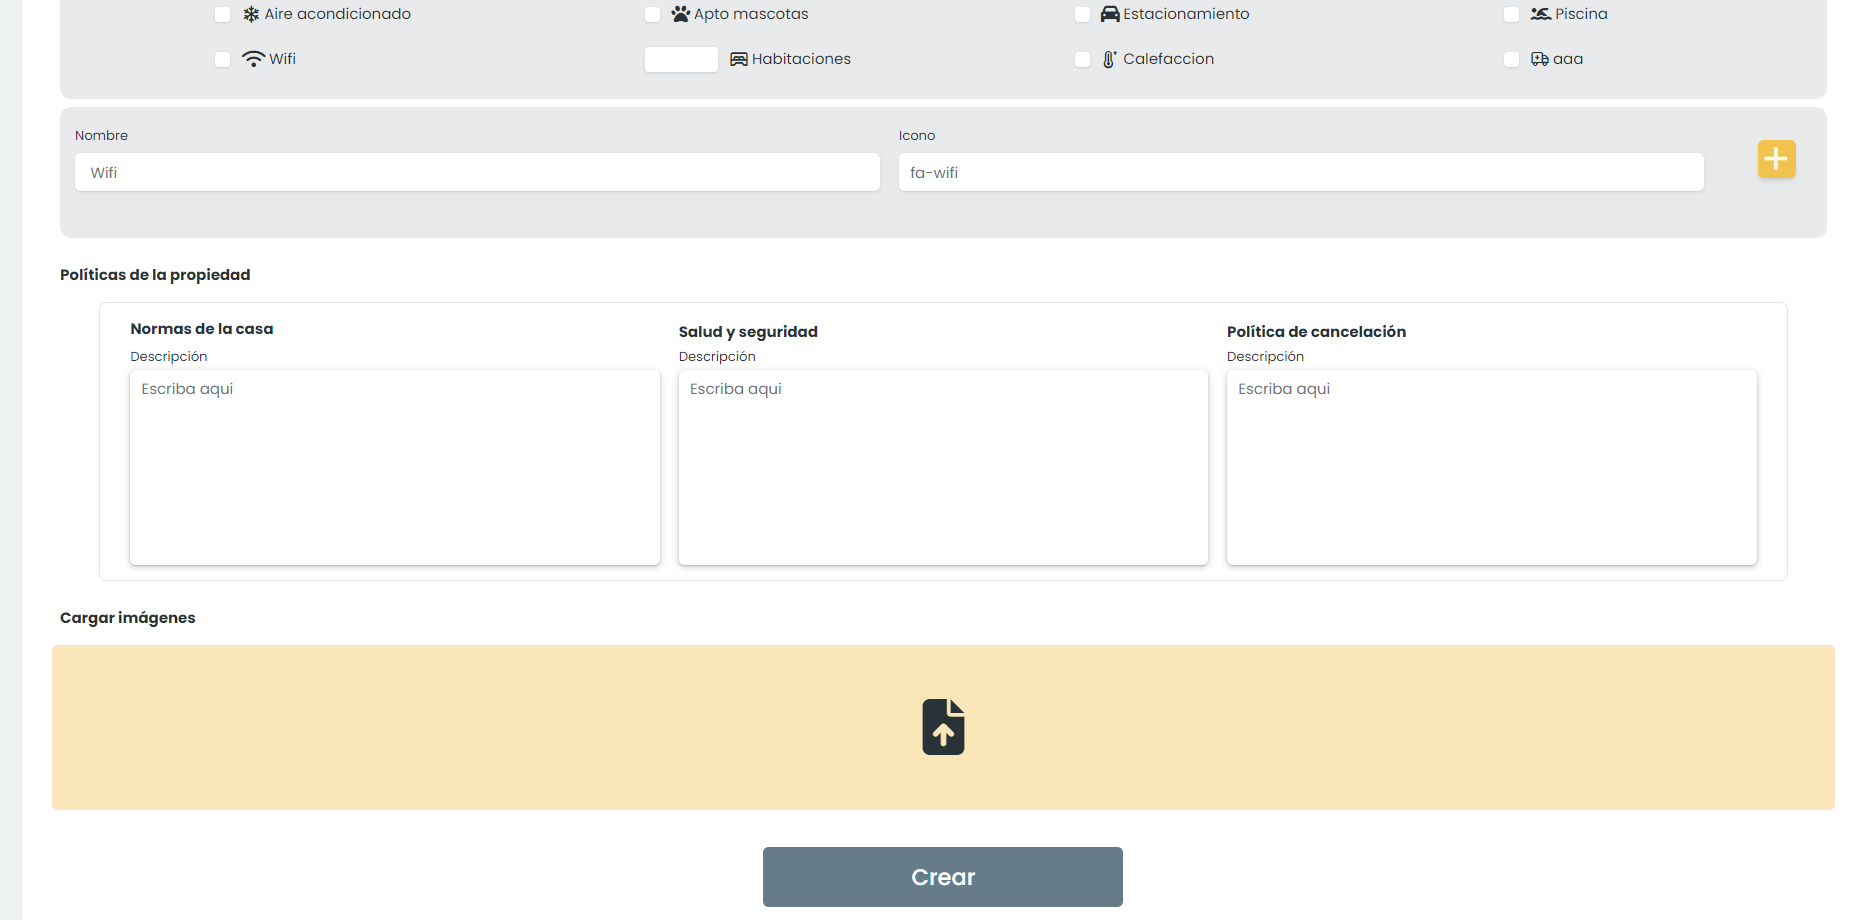 Aire acondicionado Apto mascotas Estacionamiento Piscina
Wifi Habitaciones Calefaccion aaa
Nombre Icono
Wifi fa-wifi
Políticas de la propiedad
Normas de la casa Salud y seguridad Política de cancelación
Descripción Descripción Descripción
Escriba aqui Escriba aqui Escriba aqui
Cargar imágenes
Crear